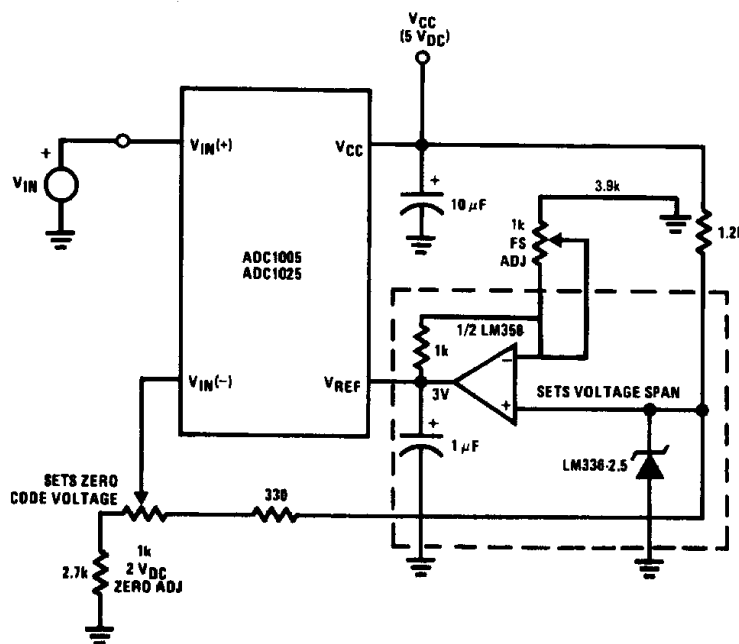 VCC
(5 VDC)
VIN(+)
VCC
+
VIN
+
10 µF
3.9k
1k
FS
ADJ
1.2k
ADC1005
ADC1025
1/2 LM358
1k
VIN(−)
VREF
3V
−
+
SETS VOLTAGE SPAN
+
1 µF
LM336-2.5
SETS ZERO
CODE VOLTAGE
330
1k
2 VDC
ZERO ADJ
2.7k